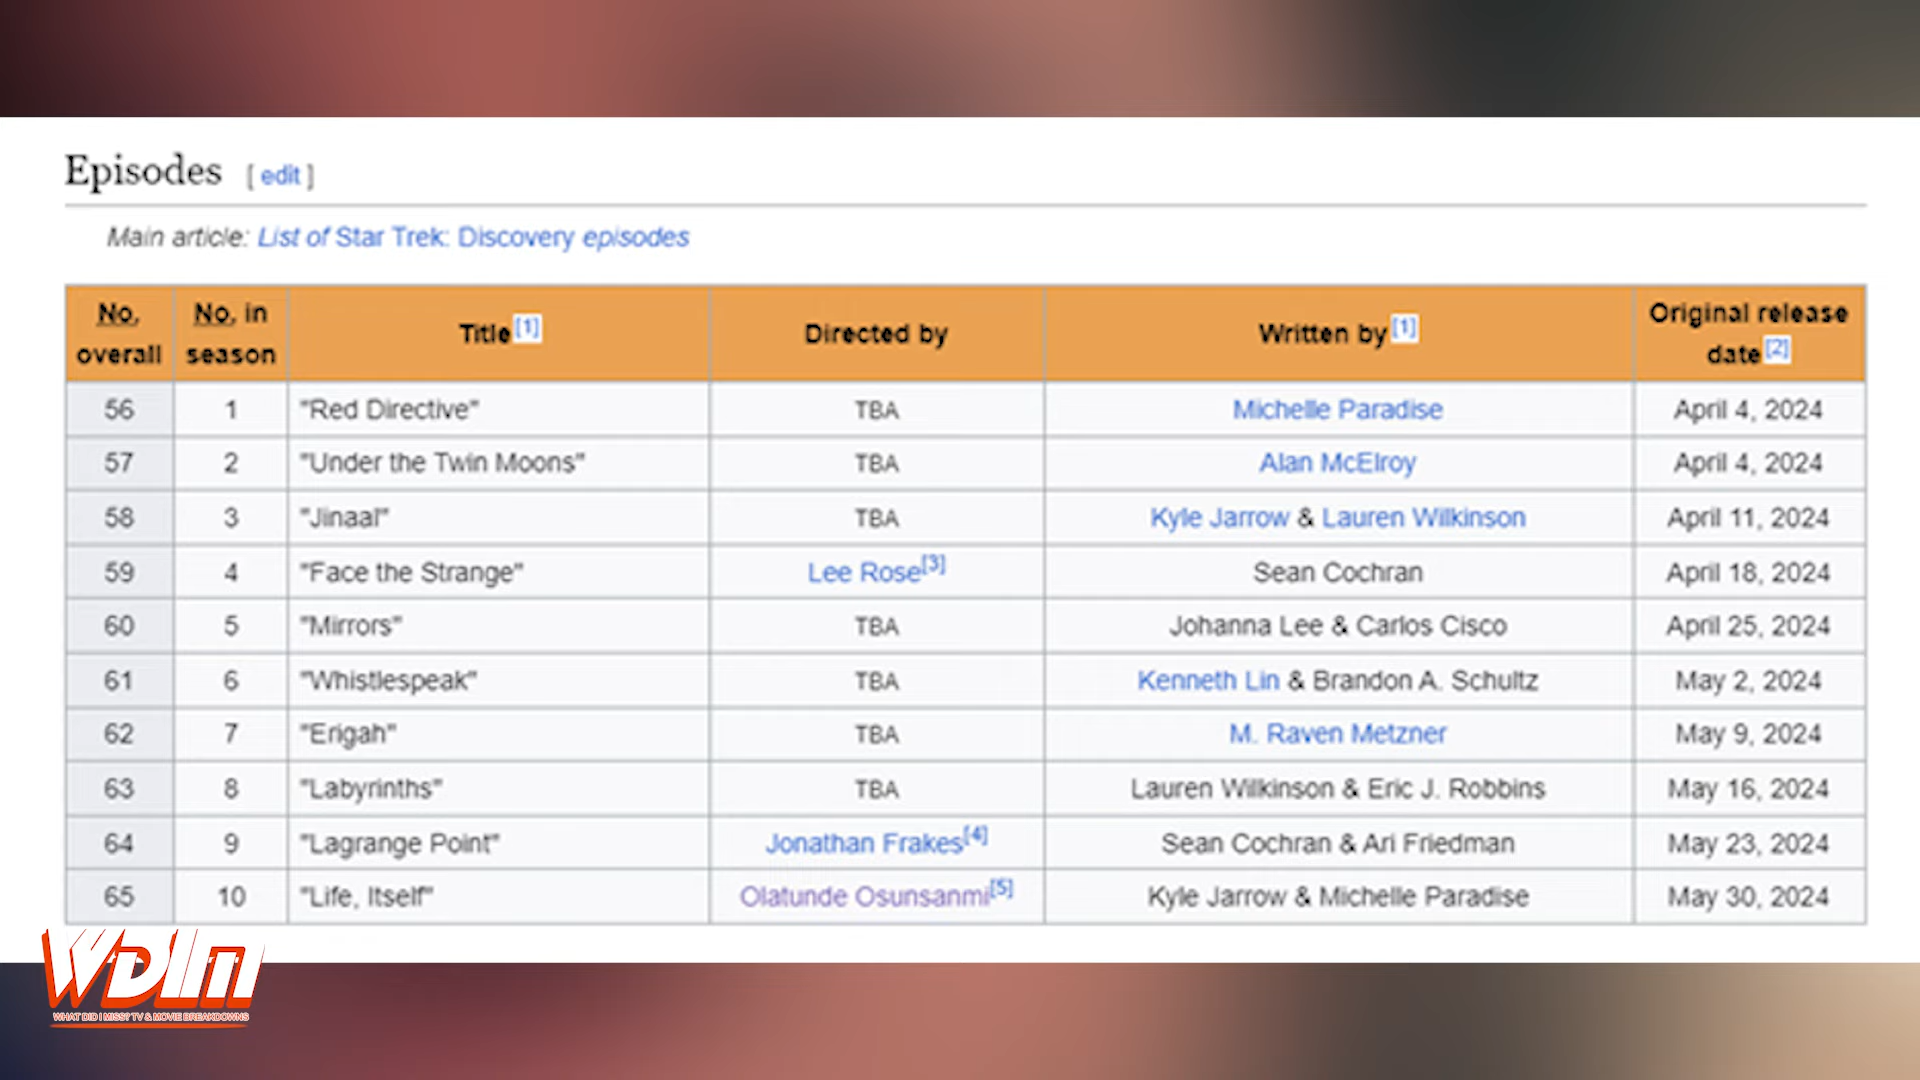 Episodes [ edit ]
Main article: List of Star Trek: Discovery episodes
No. overall No. in season Title[1] Directed by Written by[1] Original release date[2]
56 1 "Red Directive" TBA Michelle Paradise April 4, 2024
57 2 "Under the Twin Moons" TBA Alan McElroy April 4, 2024
58 3 "Jinaal" TBA Kyle Jarrow & Lauren Wilkinson April 11, 2024
59 4 "Face the Strange" Lee Rose[3] Sean Cochran April 18, 2024
60 5 "Mirrors" TBA Johanna Lee & Carlos Cisco April 25, 2024
61 6 "Whistlespeak" TBA Kenneth Lin & Brandon A. Schultz May 2, 2024
62 7 "Erigah" TBA M. Raven Metzner May 9, 2024
63 8 "Labyrinths" TBA Lauren Wilkinson & Eric J. Robbins May 16, 2024
64 9 "Lagrange Point" Jonathan Frakes[4] Sean Cochran & Ari Friedman May 23, 2024
65 10 "Life, Itself" Olatunde Osunsanmi[5] Kyle Jarrow & Michelle Paradise May 30, 2024
WDIM
WHAT DID I MISS? TV & MOVIE BREAKDOWNS